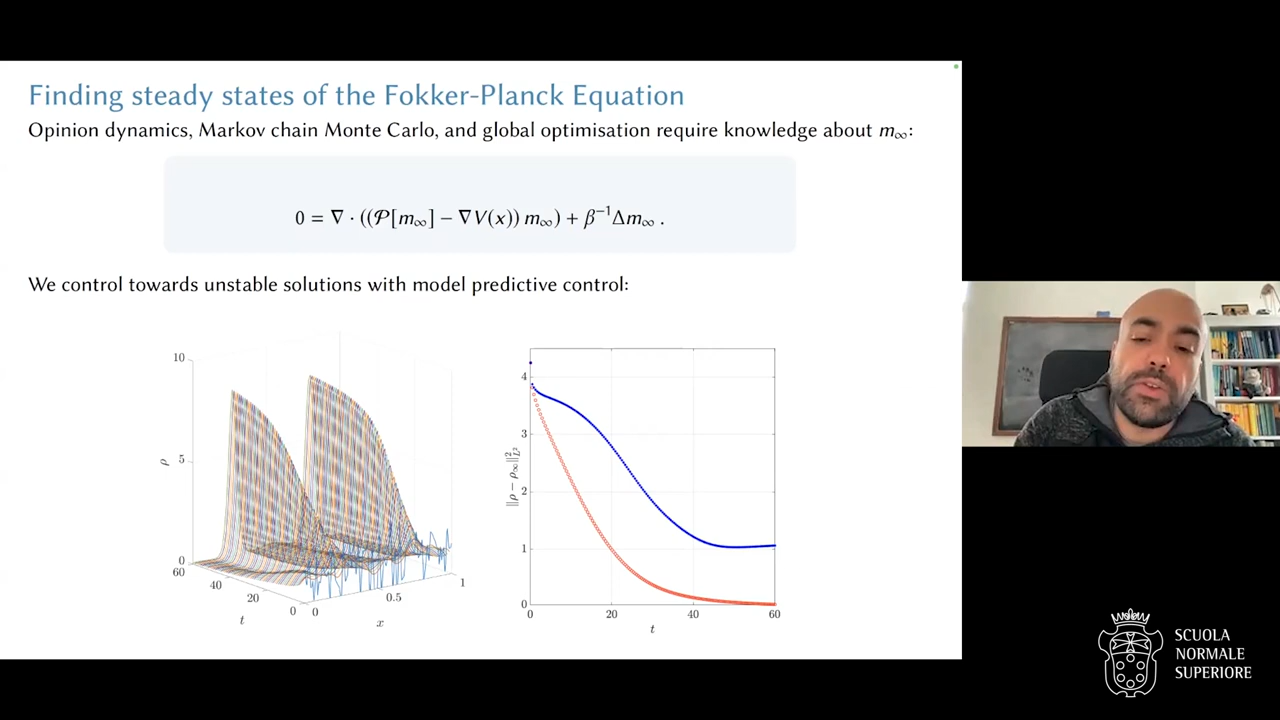 Finding steady states of the Fokker-Planck Equation
Opinion dynamics, Markov chain Monte Carlo, and global optimisation require knowledge about m∞:
0 = ∇ · ((𝒫[m∞] − ∇V(x)) m∞) + β⁻¹Δm∞ .
We control towards unstable solutions with model predictive control:
10
5
0
ρ
60
40
20
0
t
0
0.5
1
x
4
3
2
1
0
‖ρ − ρ∞‖²_L²
0
20
40
60
t
SCUOLA
NORMALE
SUPERIORE